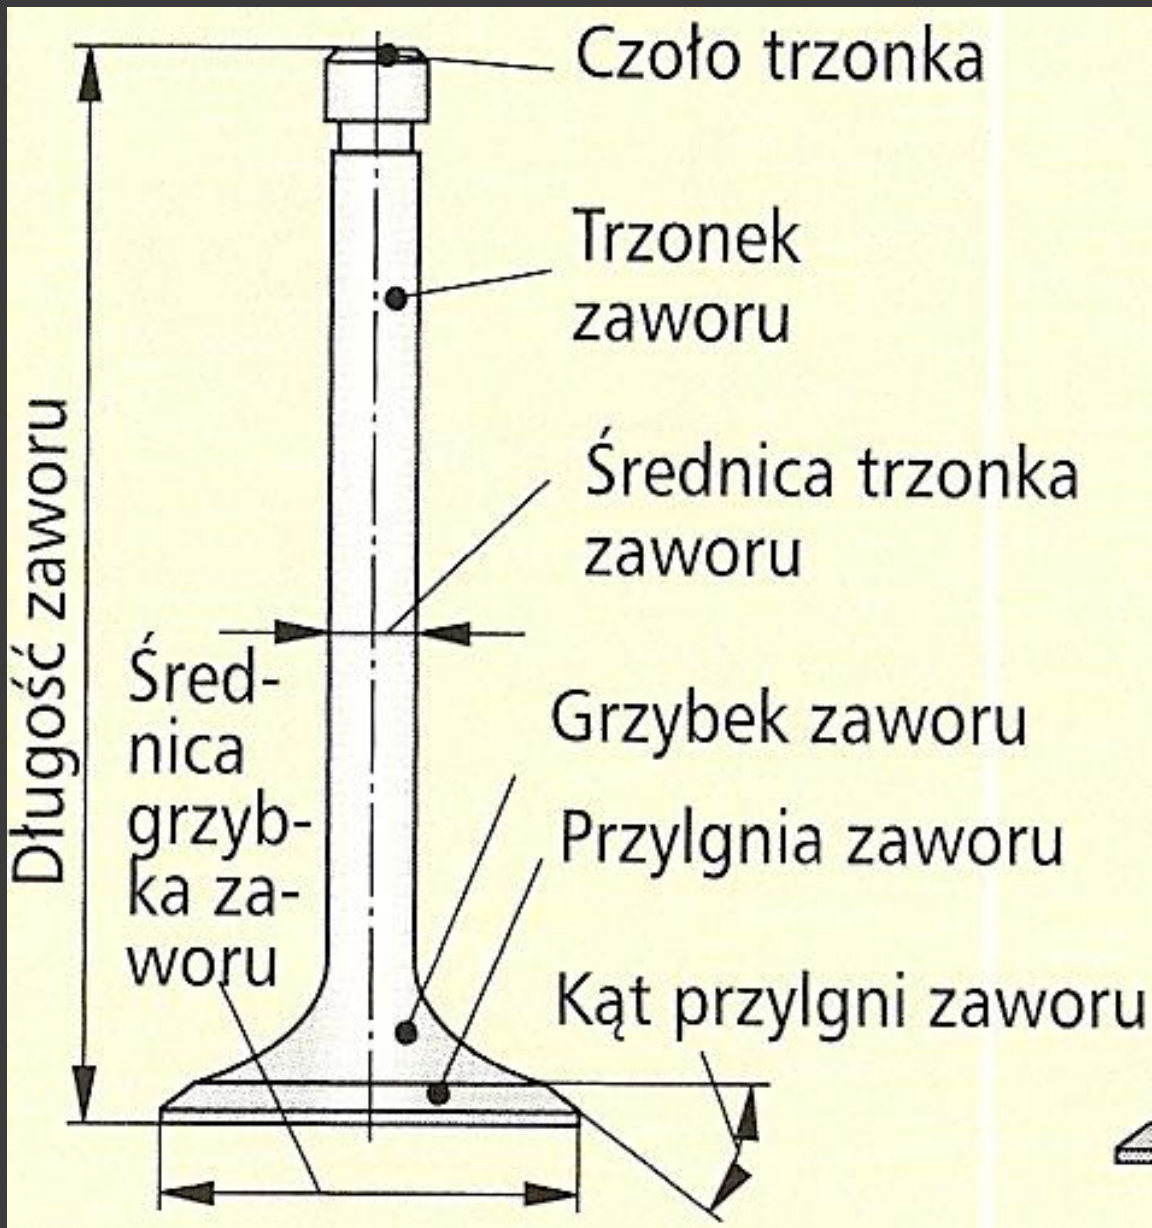 Czoło trzonka
Trzonek
zaworu
Średnica trzonka
zaworu
Długość zaworu
Śred-
nica
grzyb-
ka za-
woru
Grzybek zaworu
Przylgnia zaworu
Kąt przylgni zaworu